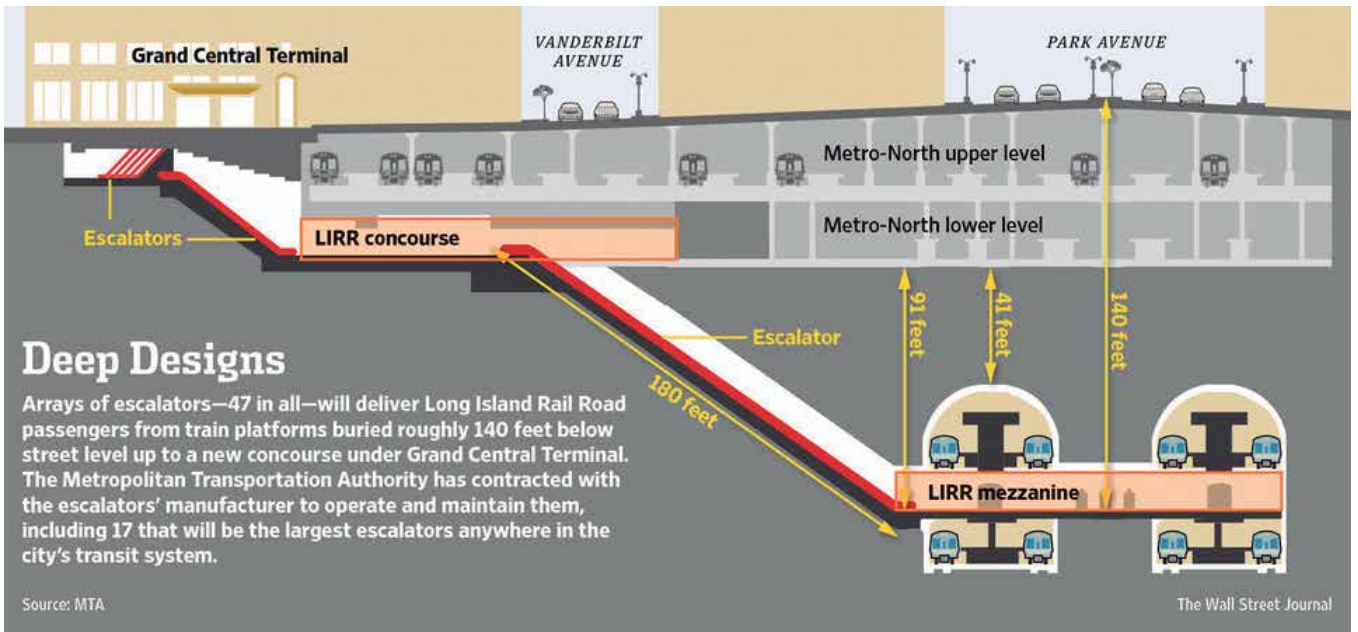 Grand Central Terminal
VANDERBILT
AVENUE
PARK AVENUE
Metro-North upper level
Escalators
LIRR concourse
Metro-North lower level
91 feet
41 feet
140 feet
Escalator
180 feet
Deep Designs
Arrays of escalators—47 in all—will deliver Long Island Rail Road
passengers from train platforms buried roughly 140 feet below
street level up to a new concourse under Grand Central Terminal.
The Metropolitan Transportation Authority has contracted with
the escalators’ manufacturer to operate and maintain them,
including 17 that will be the largest escalators anywhere in the
city’s transit system.
LIRR mezzanine
Source: MTA
The Wall Street Journal